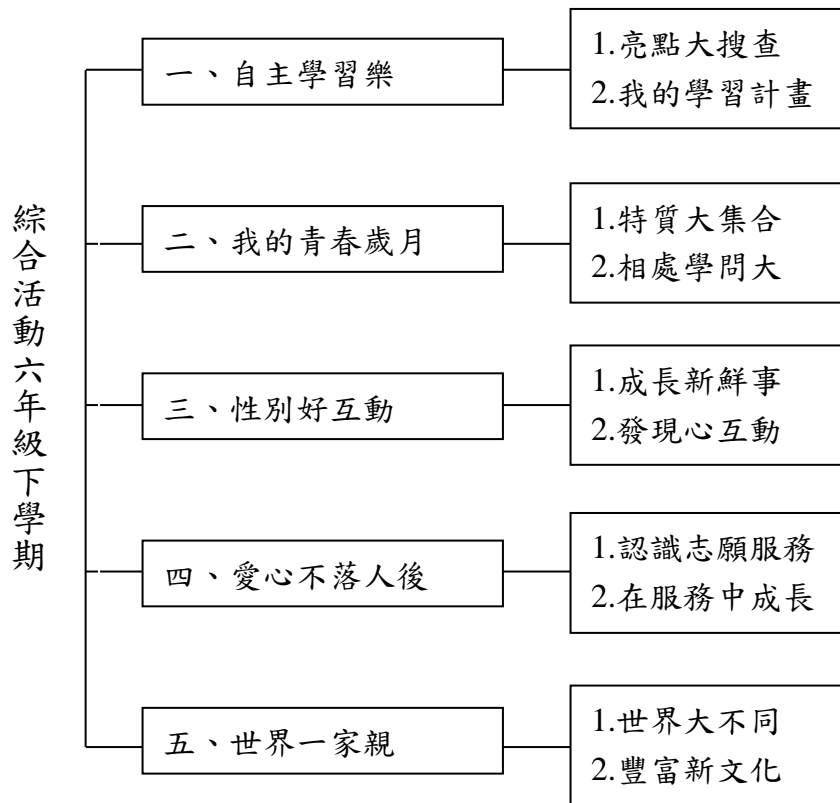 綜合活動六年級下學期
一、自主學習樂
1.亮點大搜查
2.我的學習計畫
二、我的青春歲月
1.特質大集合
2.相處學問大
三、性別好互動
1.成長新鮮事
2.發現心互動
四、愛心不落人後
1.認識志願服務
2.在服務中成長
五、世界一家親
1.世界大不同
2.豐富新文化